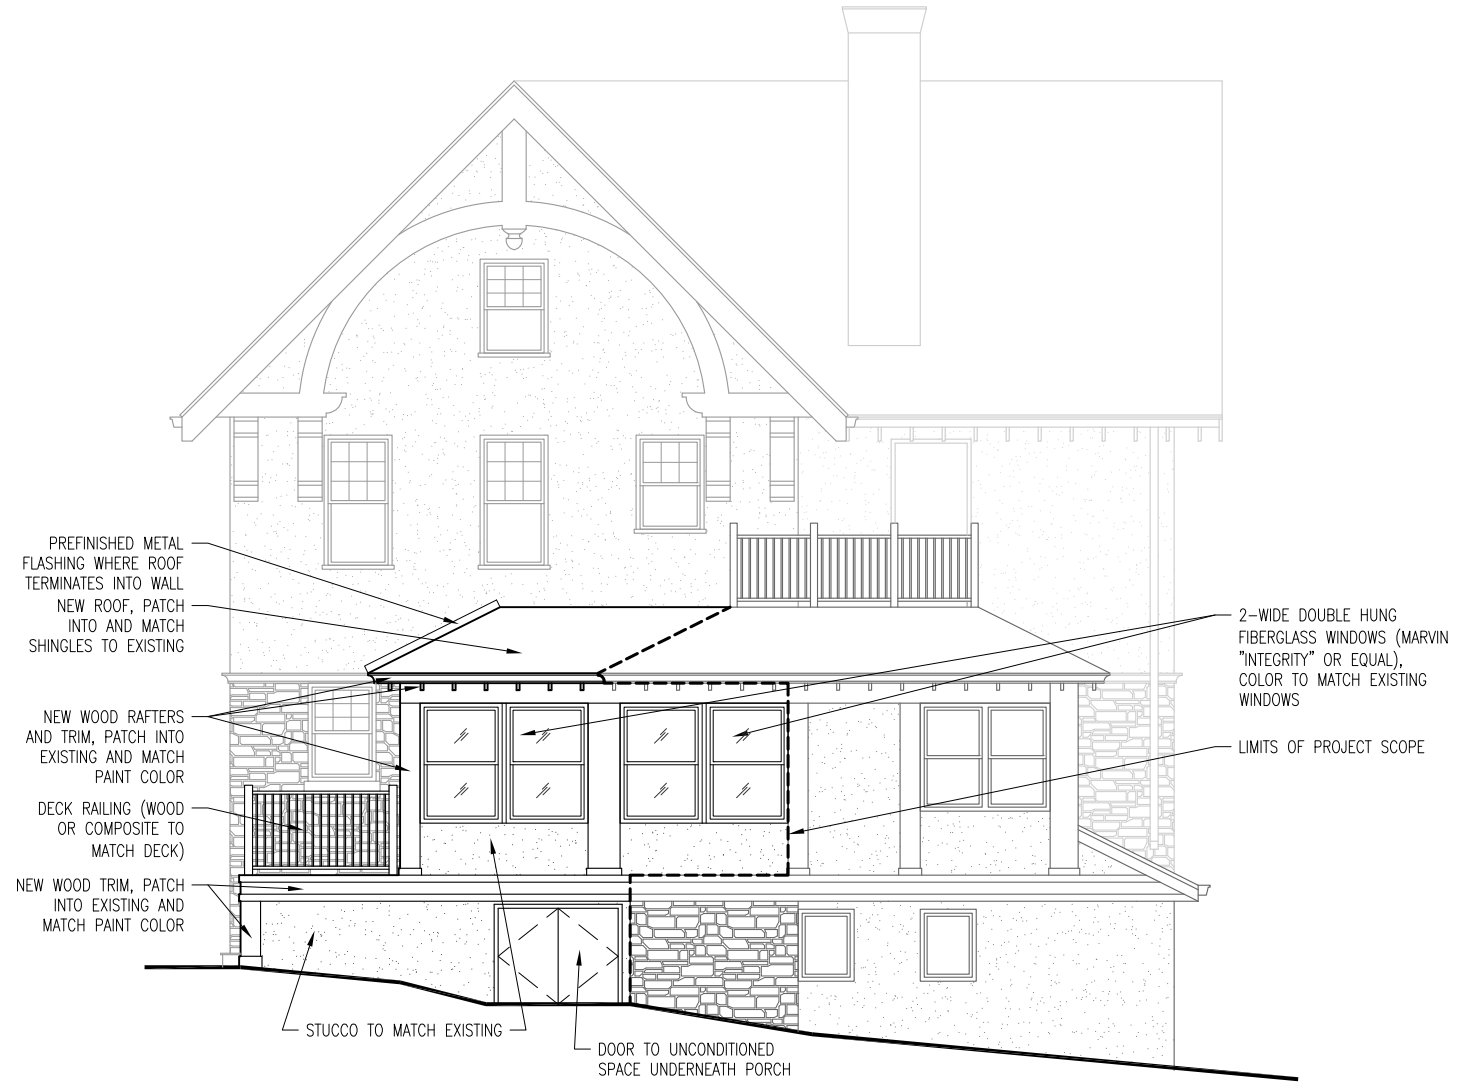 PREFINISHED METAL
FLASHING WHERE ROOF
TERMINATES INTO WALL
NEW ROOF, PATCH
INTO AND MATCH
SHINGLES TO EXISTING
NEW WOOD RAFTERS
AND TRIM, PATCH INTO
EXISTING AND MATCH
PAINT COLOR
DECK RAILING (WOOD
OR COMPOSITE TO
MATCH DECK)
NEW WOOD TRIM, PATCH
INTO EXISTING AND
MATCH PAINT COLOR
STUCCO TO MATCH EXISTING
DOOR TO UNCONDITIONED
SPACE UNDERNEATH PORCH
2-WIDE DOUBLE HUNG
FIBERGLASS WINDOWS (MARVIN
"INTEGRITY" OR EQUAL),
COLOR TO MATCH EXISTING
WINDOWS
LIMITS OF PROJECT SCOPE